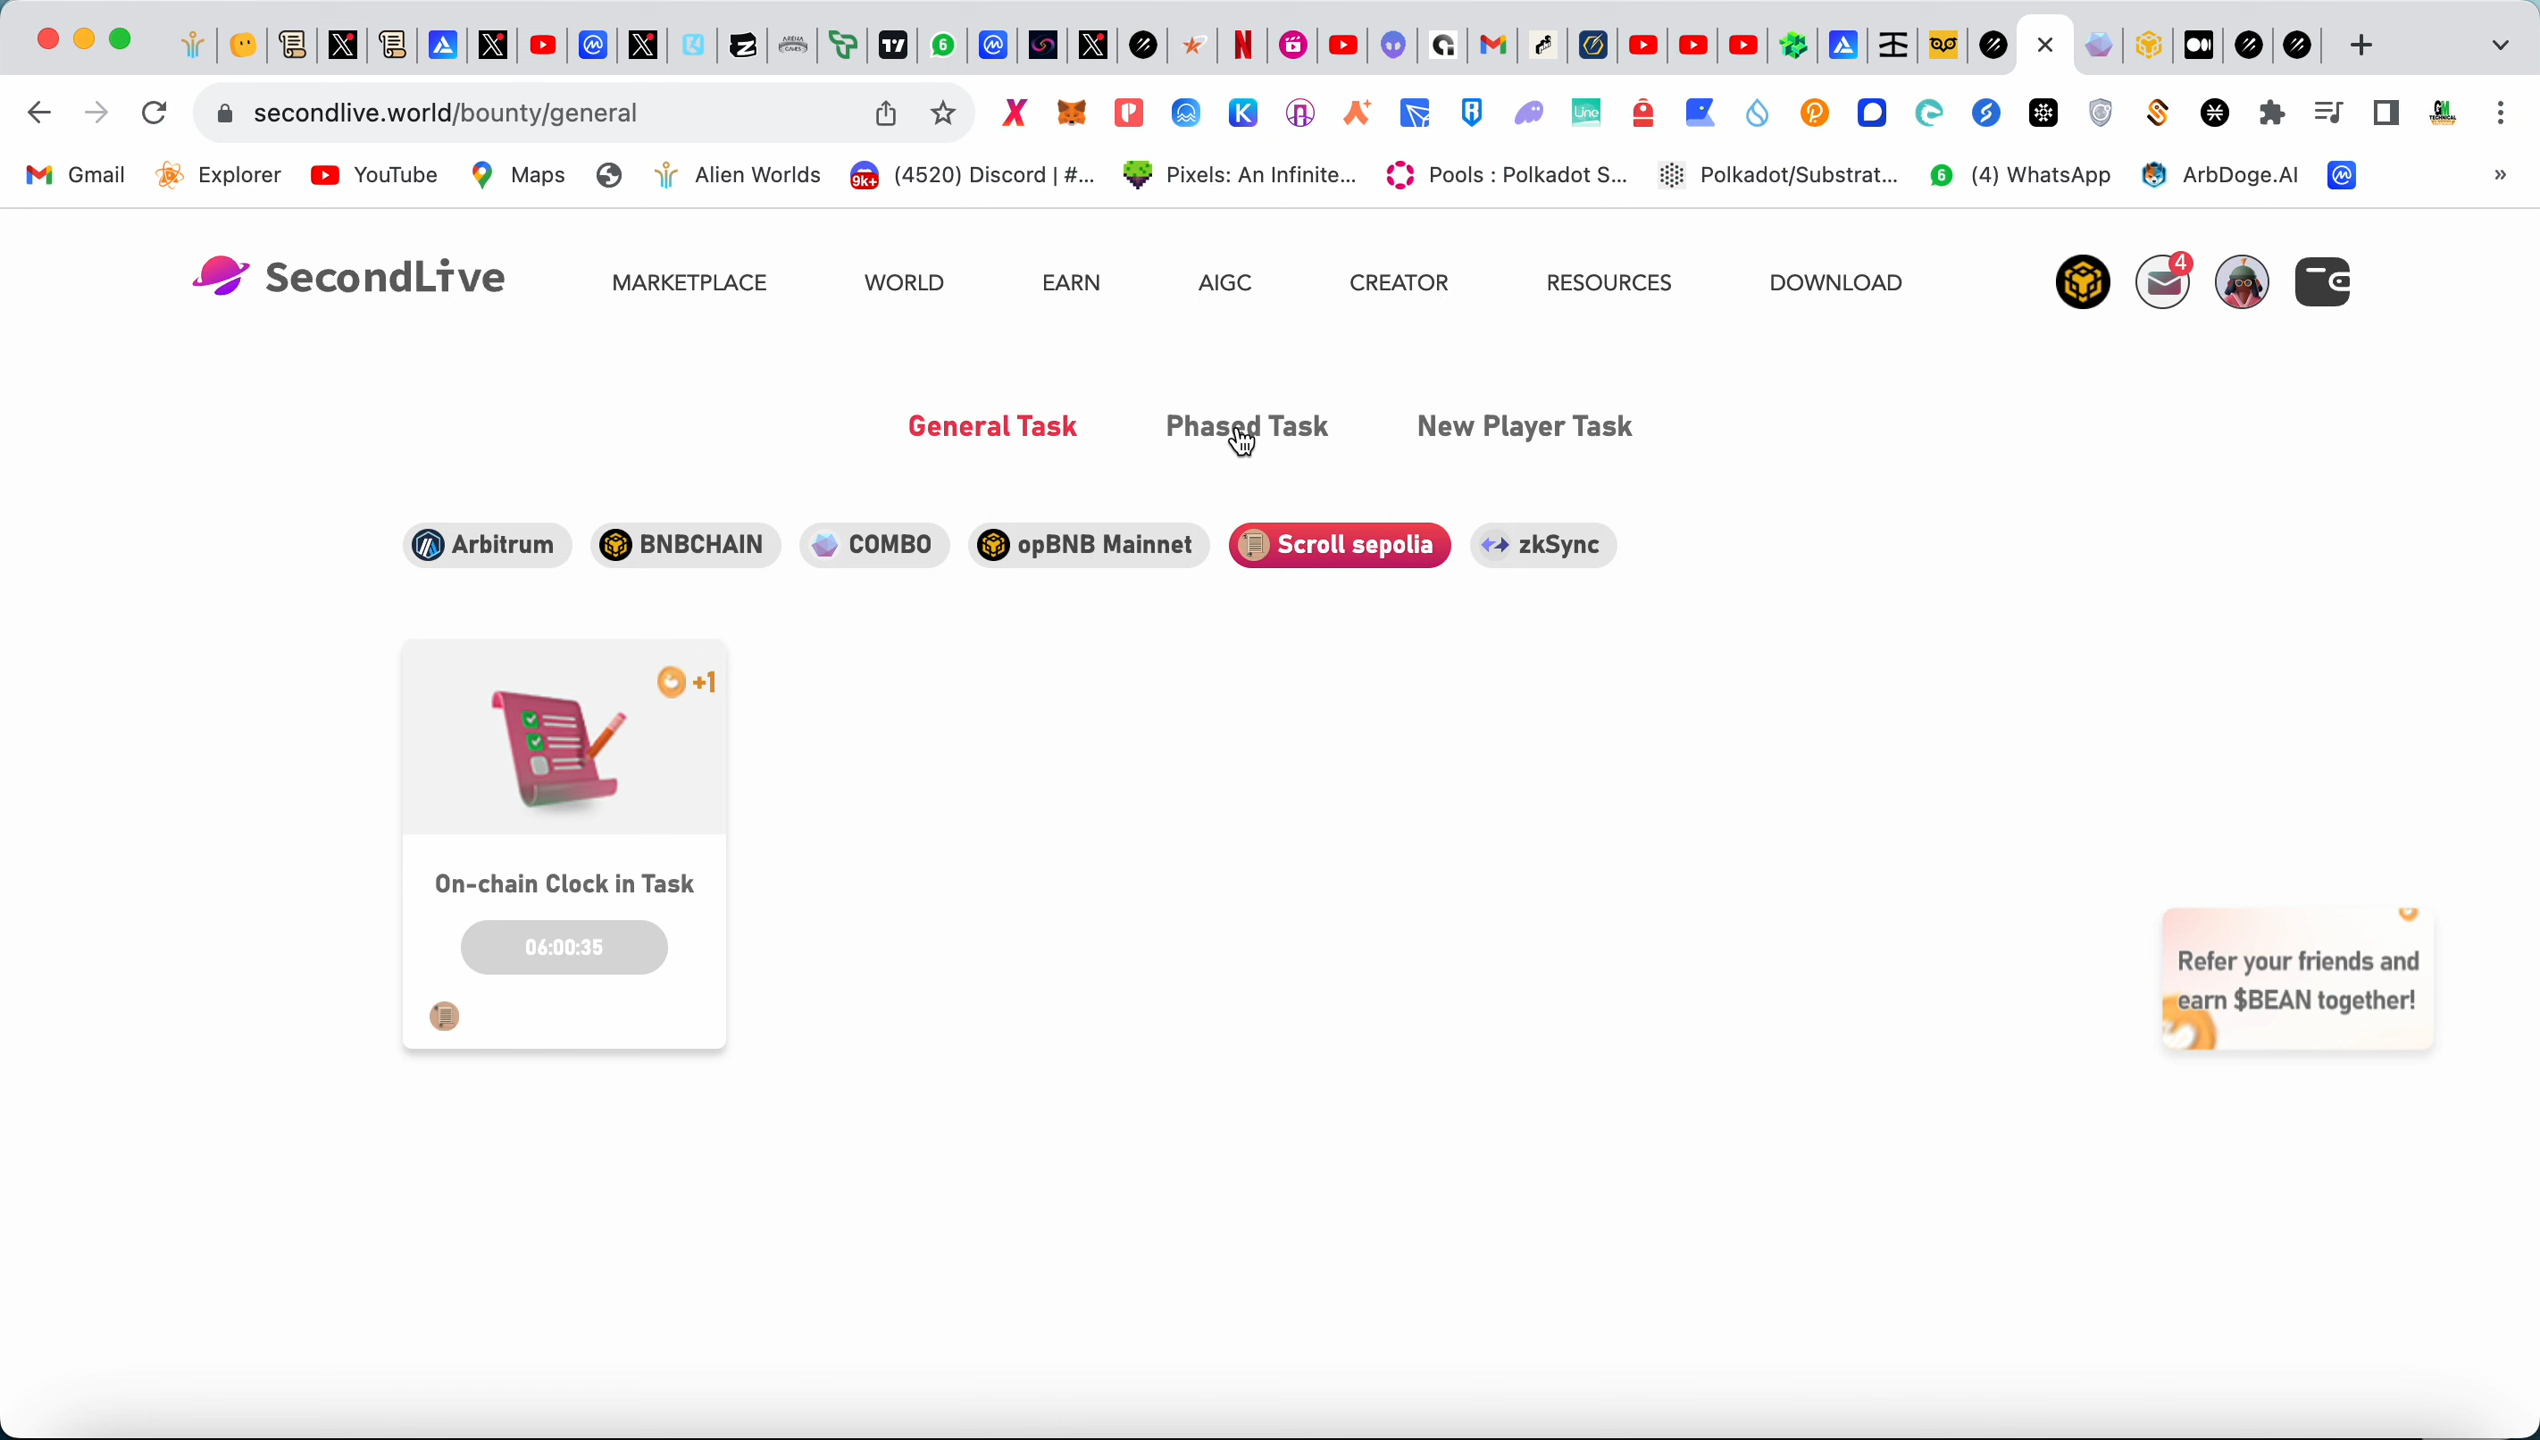 secondlive.world/bounty/general
Gmail
Explorer
YouTube
Maps
Alien Worlds
9k+
(4520) Discord | #...
Pixels: An Infinite...
Pools : Polkadot S...
Polkadot/Substrat...
6
(4) WhatsApp
ArbDoge.AI
»
SecondLive
MARKETPLACE
WORLD
EARN
AIGC
CREATOR
RESOURCES
DOWNLOAD
4
General Task
Phased Task
New Player Task
Arbitrum
BNBCHAIN
COMBO
opBNB Mainnet
Scroll sepolia
zkSync
+1
On-chain Clock in Task
06:00:35
Refer your friends and
earn $BEAN together!